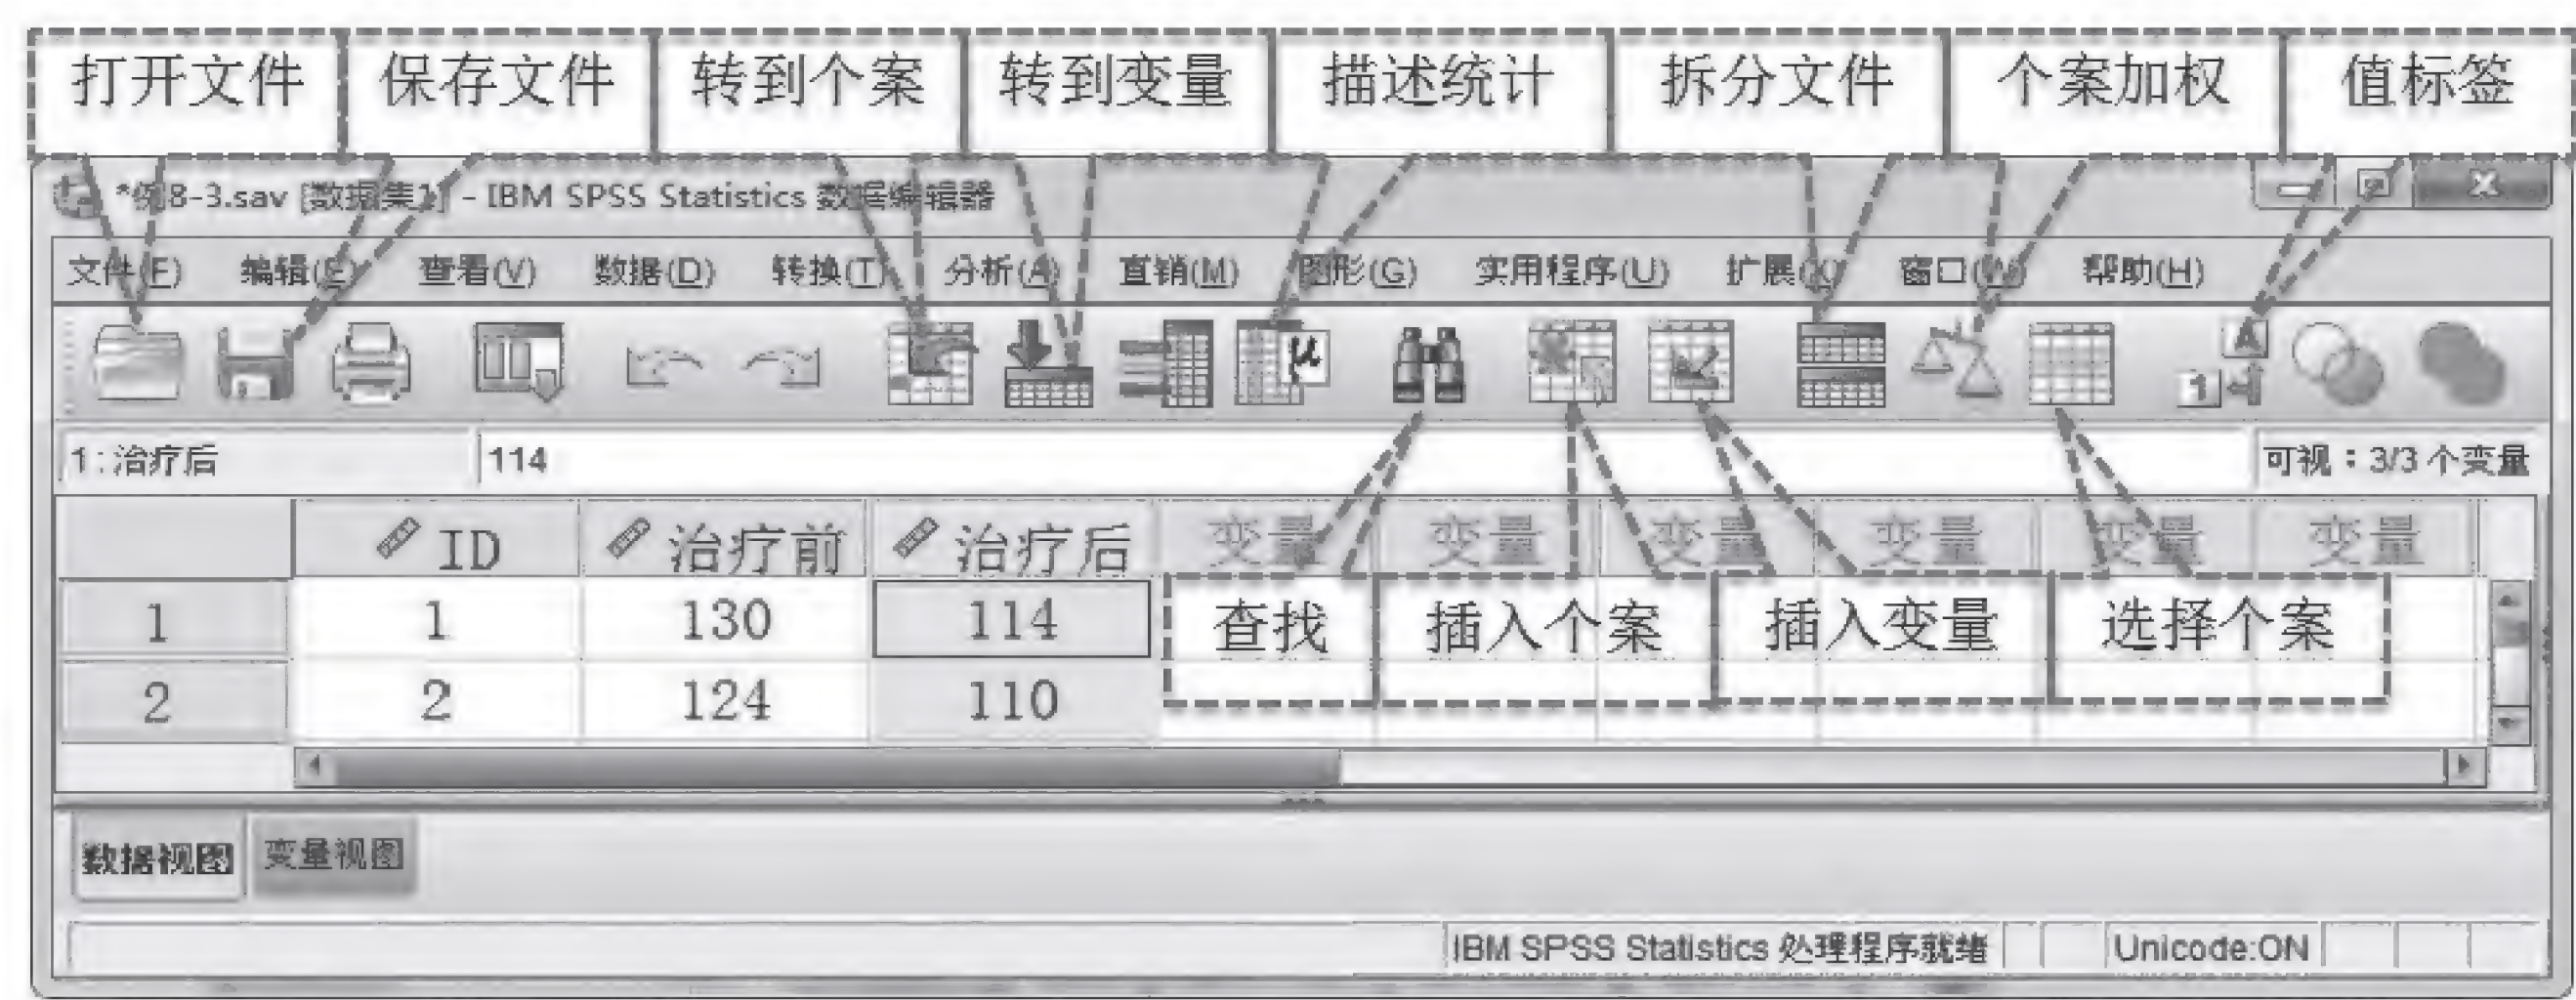 打开文件 保存文件 转到个案 转到变量 描述统计 拆分文件 个案加权 值标签
*例8-3.sav [数据集1] - IBM SPSS Statistics 数据编辑器
文件(F) 编辑(E) 查看(V) 数据(D) 转换(T) 分析(A) 直销(M) 图形(G) 实用程序(U) 扩展(X) 窗口(W) 帮助(H)
μ A 1
1:治疗后 114 可视:3/3 个变量
ID 治疗前 治疗后 变量 变量 变量 变量 变量 变量
1 1 130 114 查找 插入个案 插入变量 选择个案
2 2 124 110
数据视图 变量视图
IBM SPSS Statistics 处理程序就绪 Unicode:ON